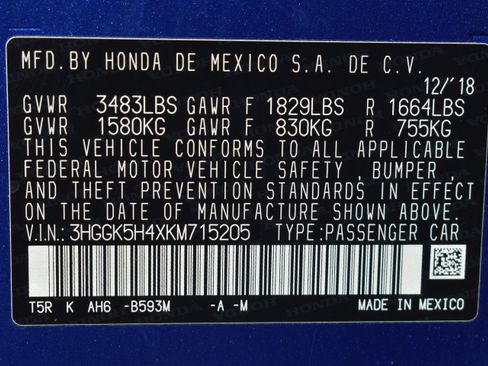 MFD.BY HONDA DE MEXICO S.A. DE C.V.
12/'18
GVWR 3483LBS GAWR F 1829LBS R 1664LBS
GVWR 1580KG GAWR F 830KG R 755KG
THIS VEHICLE CONFORMS TO ALL APPLICABLE
FEDERAL MOTOR VEHICLE SAFETY , BUMPER ,
AND THEFT PREVENTION STANDARDS IN EFFECT
ON THE DATE OF MANUFACTURE SHOWN ABOVE.
V.I.N.:3HGGK5H4XKM715205 TYPE:PASSENGER CAR
T5R K AH6 -B593M -A -M MADE IN MEXICO